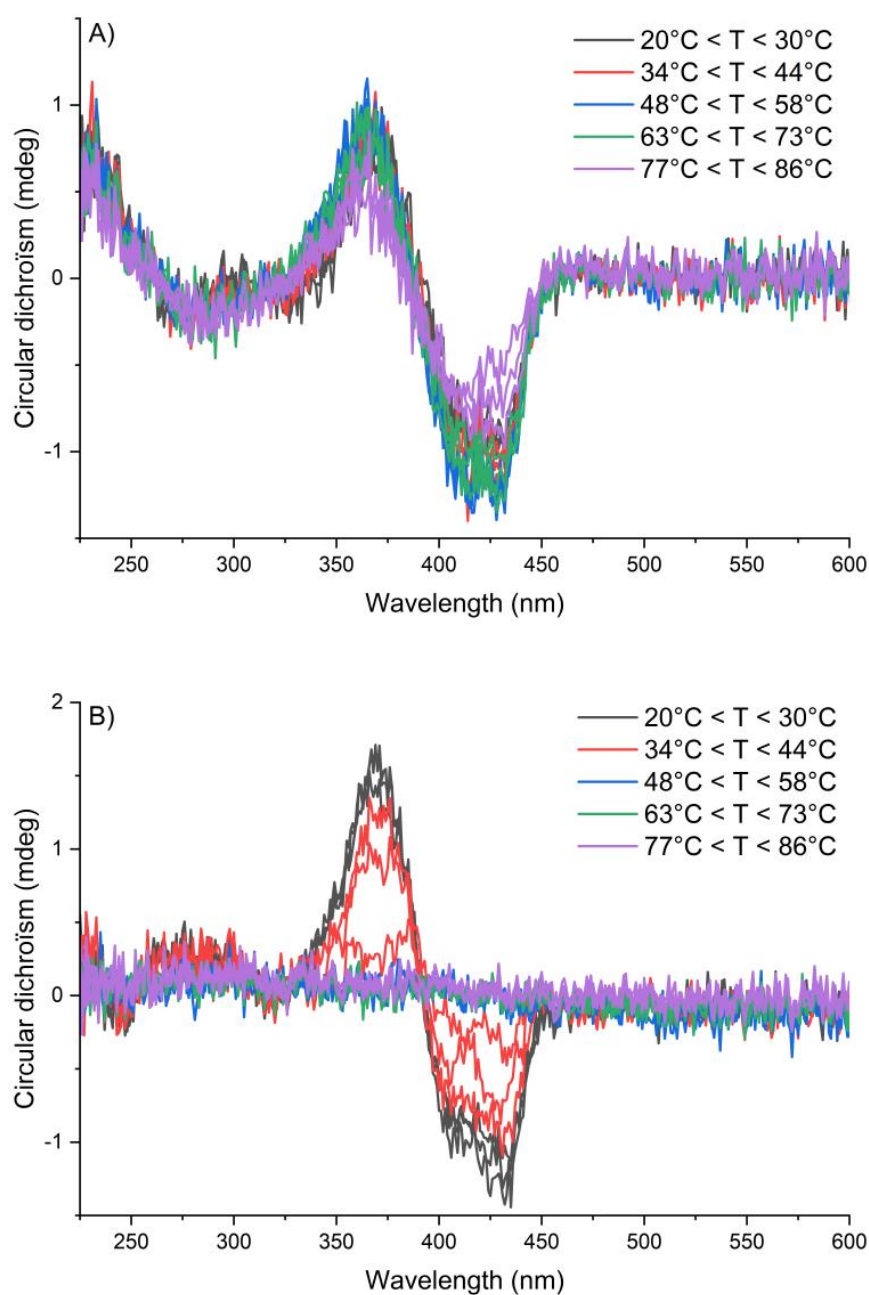 A)
20°C < T < 30°C
34°C < T < 44°C
48°C < T < 58°C
63°C < T < 73°C
77°C < T < 86°C
Circular dichroïsm (mdeg)
1
0
-1
250 300 350 400 450 500 550 600
Wavelength (nm)
B)
20°C < T < 30°C
34°C < T < 44°C
48°C < T < 58°C
63°C < T < 73°C
77°C < T < 86°C
Circular dichroïsm (mdeg)
2
1
0
-1
250 300 350 400 450 500 550 600
Wavelength (nm)